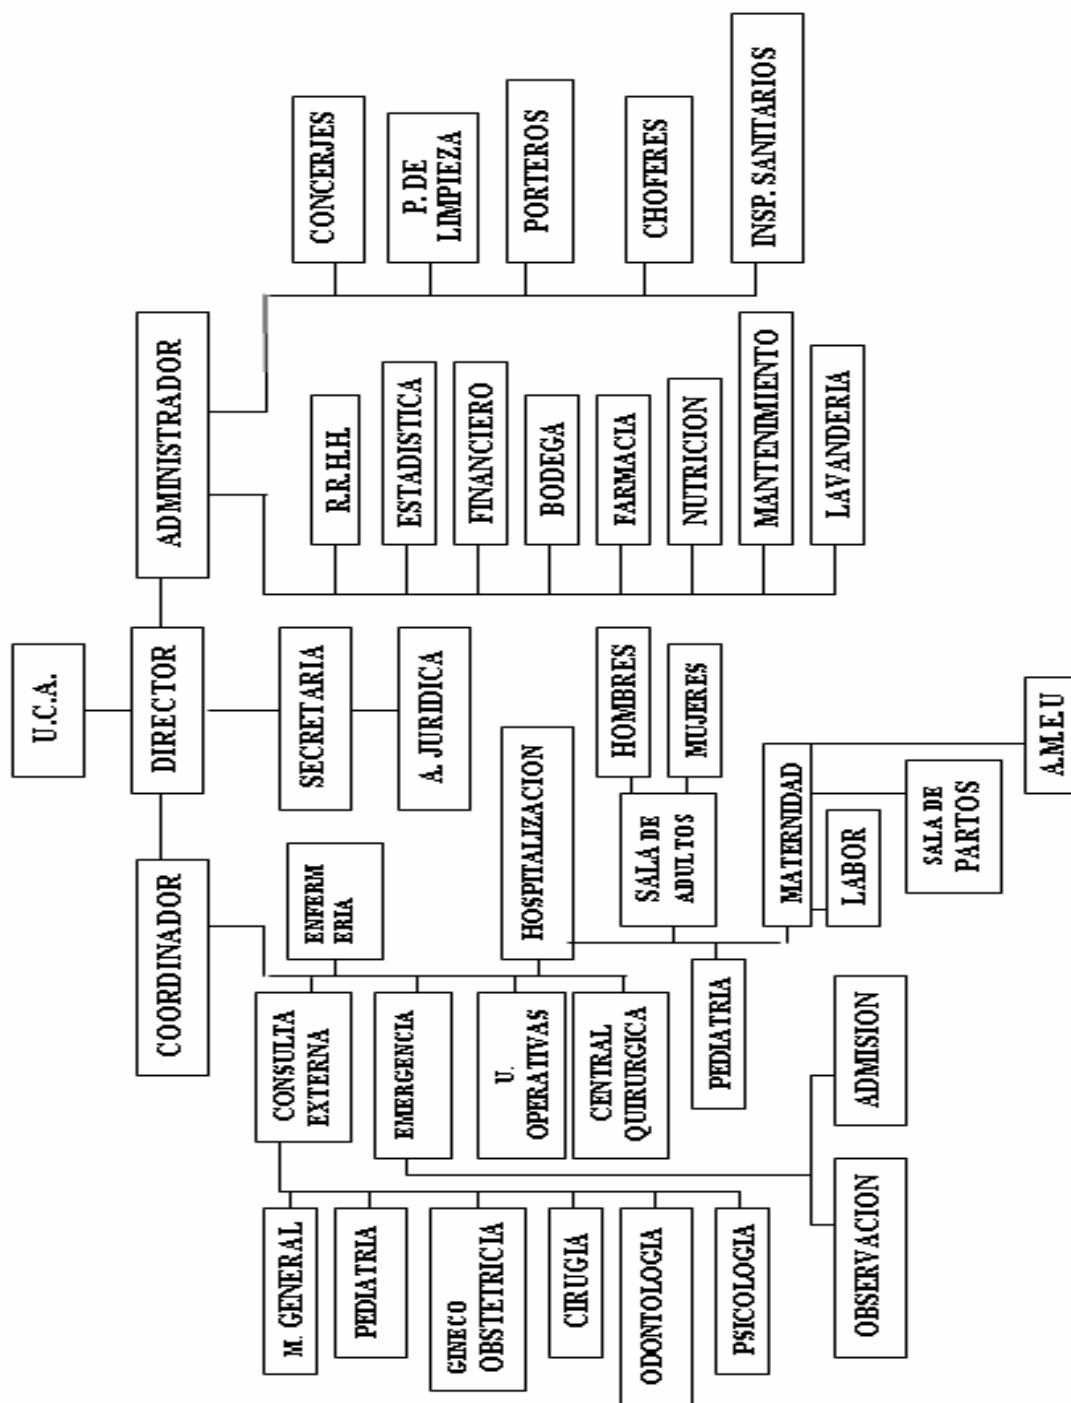 U.C.A.
COORDINADOR
DIRECTOR
ADMINISTRADOR
CONSULTA
EXTERNA
ENFERM
ERIA
SECRETARIA
CONCERJES
M. GENERAL
R.R.H.H.
PEDIATRIA
EMERGENCIA
A. JURIDICA
ESTADISTICA
P. DE
LIMPIEZA
GINECO
OBSTETRICIA
U.
OPERATIVAS
HOSPITALIZACION
FINANCIERO
PORTEROS
CIRUGIA
CENTRAL
QUIRURGICA
BODEGA
ODONTOLOGIA
SALA DE
ADULTOS
HOMBRES
FARMACIA
CHOFERES
PSICOLOGIA
PEDIATRIA
MUJERES
NUTRICION
INSP. SANITARIOS
MATERNIDAD
MANTENIMIENTO
LABOR
LAVANDERIA
OBSERVACION
ADMISION
SALA DE
PARTOS
A.M.E.U